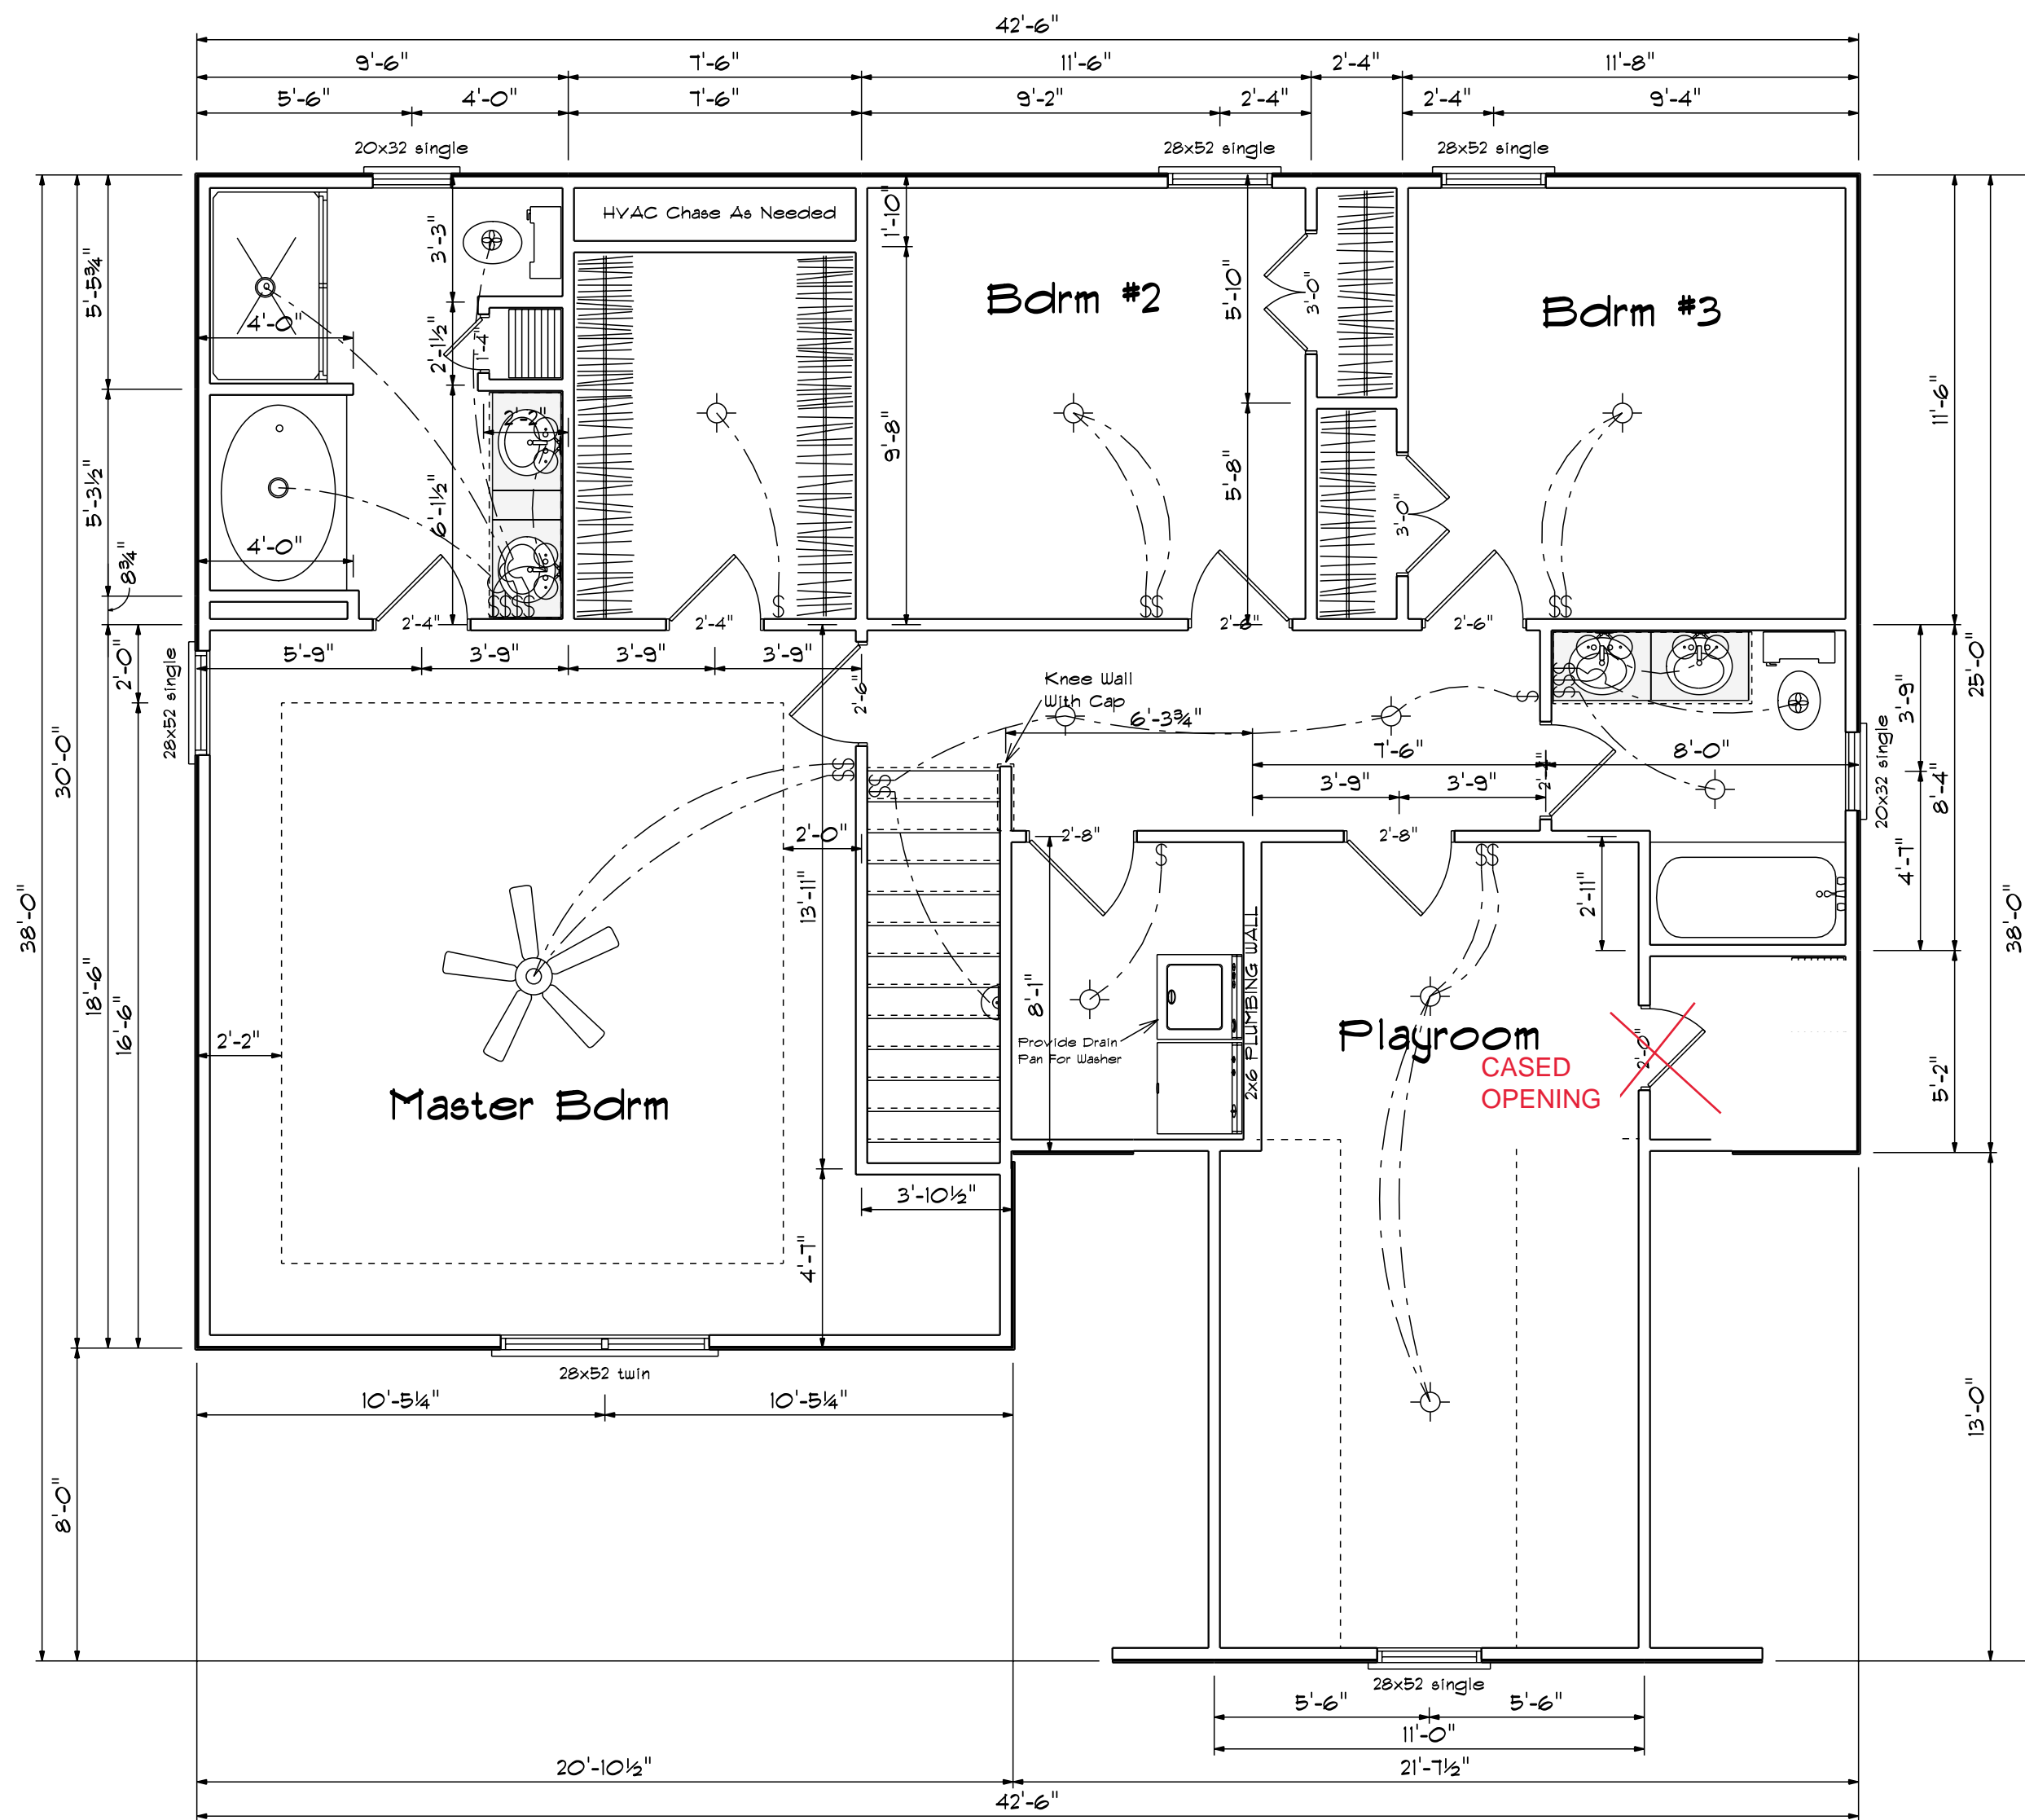 42'-6"
9'-6" 7'-6" 11'-6" 2'-4" 11'-8"
5'-6" 4'-0" 7'-6" 9'-2" 2'-4" 2'-4" 9'-4"
20x32 single 28x52 single 28x52 single
HVAC Chase As Needed
1'-10"
3'-3"
5'-5¾"
4'-0"
2'-1½"
1'-4"
5'-10"
3'-0"
Bdrm #2
Bdrm #3
11'-6"
2'-2"
9'-8"
5'-8"
3'-0"
5'-3½"
6'-1½"
4'-0"
8¾"
$$$$ $ $$ $$
2'-4" 2'-4" 2'-6" 2'-6"
5'-9" 3'-9" 3'-9" 3'-9"
2'-0"
28x52 single
2'-6"
Knee Wall
With Cap
6'-3¾"
$
$$$
3'-9"
25'-0"
7'-6" 8'-0"
3'-9" 3'-9"
20x32 single
8'-4"
4'-7"
30'-0"
38'-0"
18'-6"
16'-6"
$$ $$
2'-0"
13'-11"
2'-8" 2'-8"
$ $$
2'-11"
38'-0"
8'-1"
2x6 PLUMBING WALL
Provide Drain
Pan For Washer
Playroom
CASED
OPENING
2'-0"
5'-2"
2'-2"
Master Bdrm
3'-10½"
4'-7"
28x52 twin
10'-5¼" 10'-5¼"
13'-0"
8'-0"
28x52 single
5'-6" 5'-6"
11'-0"
20'-10½" 21'-7½"
42'-6"